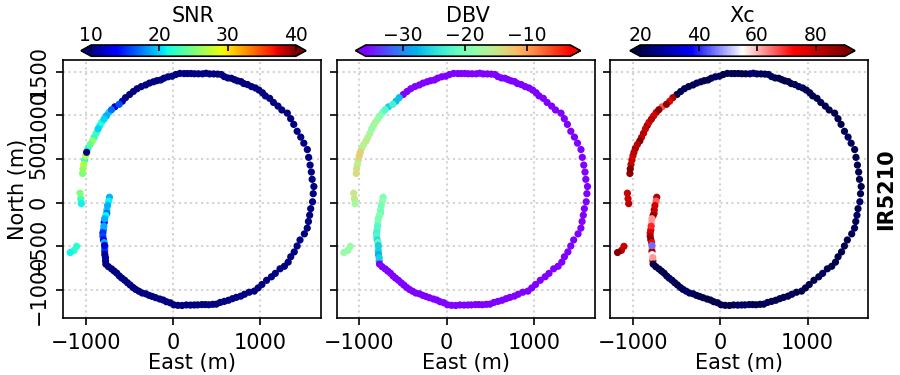 SNR
DBV
Xc
10 20 30 40
−30 −20 −10
20 40 60 80
North (m)
1500
1000
500
0
−500
−1000
IR5210
−1000 0 1000
−1000 0 1000
−1000 0 1000
East (m)
East (m)
East (m)